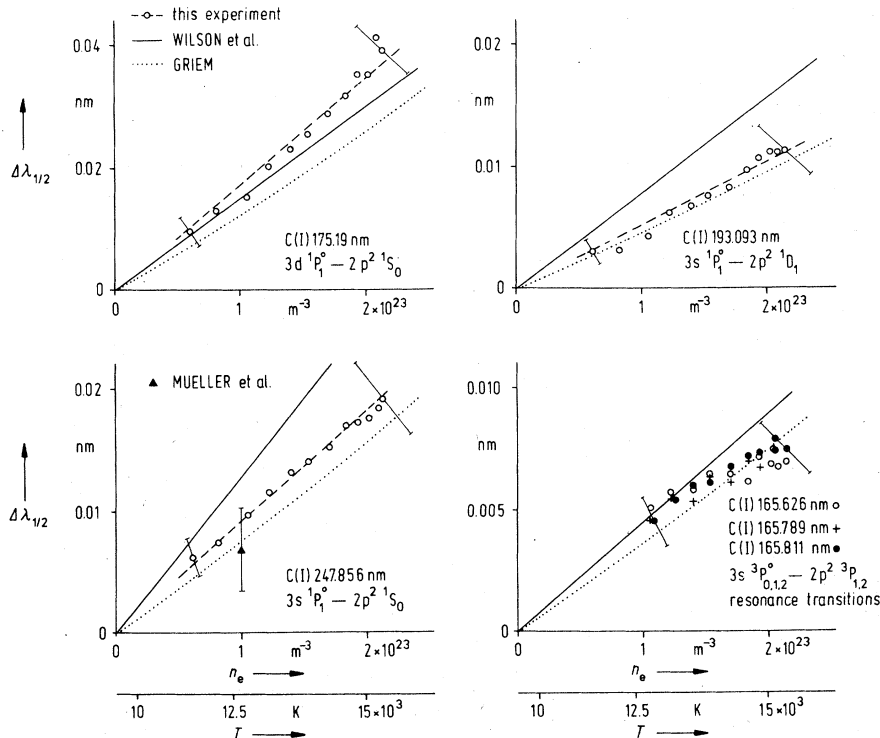 this experiment
WILSON et al.
GRIEM
0.04
nm
0.02
0
Δλ1/2
C(I) 175.19 nm
3d ¹P₁° — 2p² ¹S₀
0 1 m⁻³ 2×10²³
0.02
nm
0.01
0
C(I) 193.093 nm
3s ¹P₁° — 2p² ¹D₁
0 1 m⁻³ 2×10²³
MUELLER et al.
0.02
nm
0.01
0
Δλ1/2
C(I) 247.856 nm
3s ¹P₁° — 2p² ¹S₀
0 1 m⁻³ 2×10²³
nₑ
10 12.5 K 15×10³
T
0.010
nm
0.005
0
C(I) 165.626 nm o
C(I) 165.789 nm +
C(I) 165.811 nm ●
3s ³P°₀,₁,₂ — 2p² ³P₁,₂
resonance transitions
0 1 m⁻³ 2×10²³
nₑ
10 12.5 K 15×10³
T